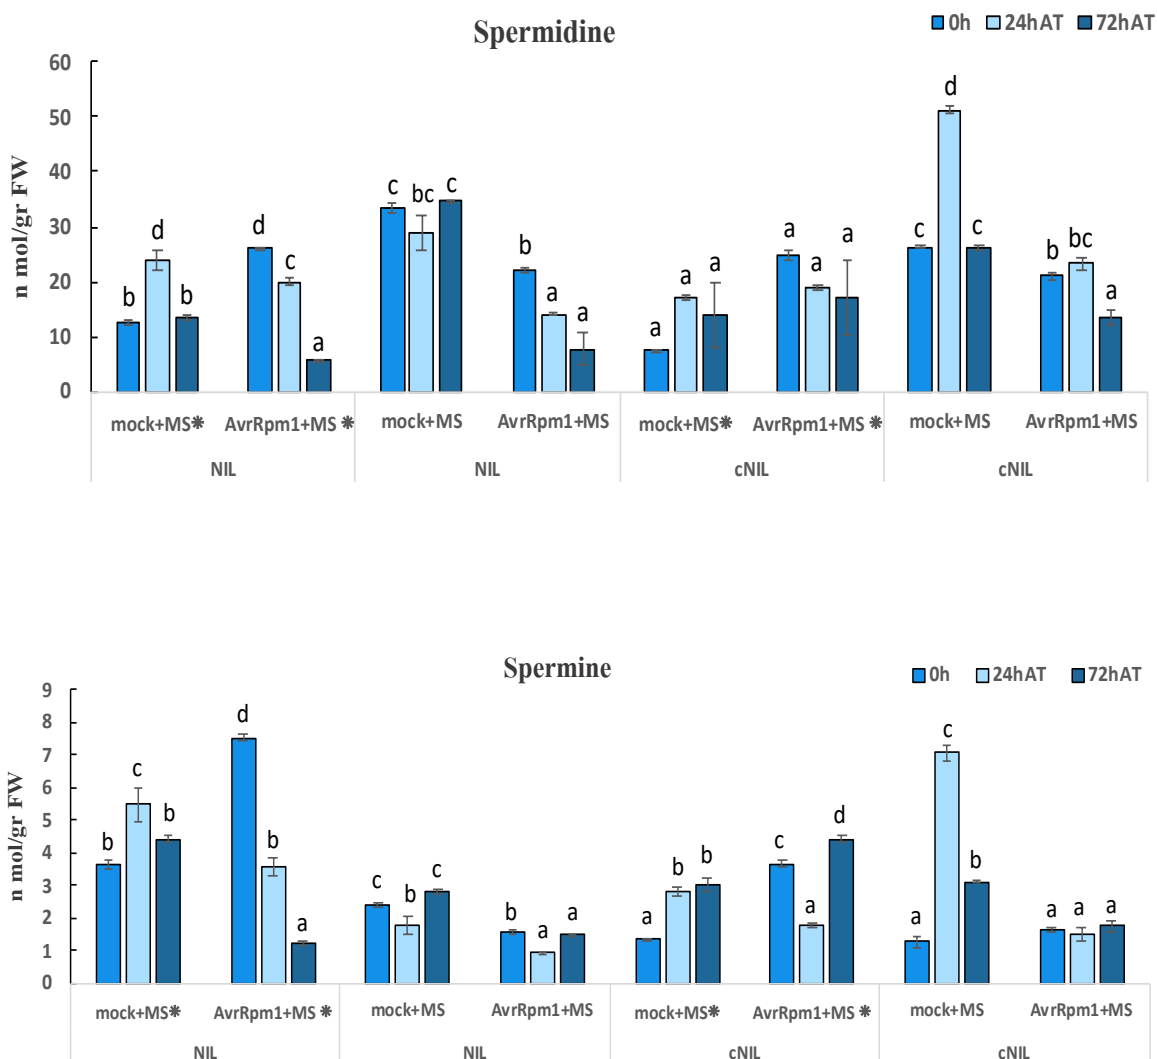 Spermidine
0h 24hAT 72hAT
n mol/gr FW
60
50
40
30
20
10
0
b d b d c a c bc c b a a a a a a a a c d c b bc a
mock+MS* AvrRpm1+MS * mock+MS AvrRpm1+MS mock+MS* AvrRpm1+MS * mock+MS AvrRpm1+MS
NIL NIL cNIL cNIL
Spermine
0h 24hAT 72hAT
n mol/gr FW
9
8
7
6
5
4
3
2
1
0
b c b d b a c b c b a a a b b c a d a c b a a a
mock+MS* AvrRpm1+MS * mock+MS AvrRpm1+MS mock+MS* AvrRpm1+MS * mock+MS AvrRpm1+MS
NIL NIL cNIL cNIL